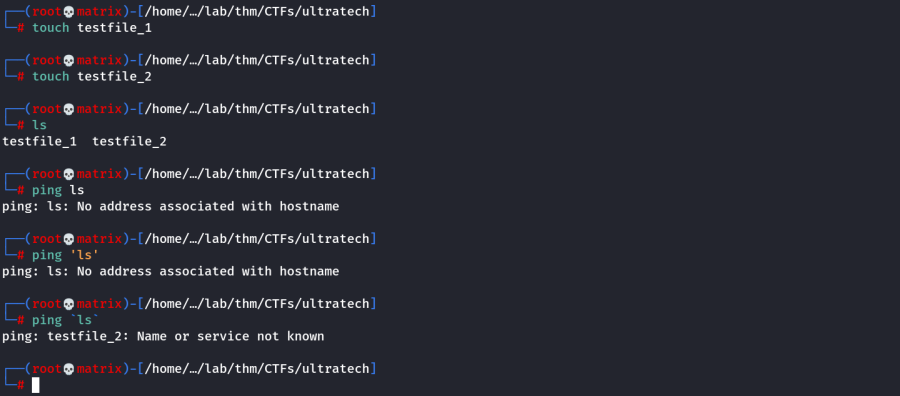 ┌──(root💀matrix)-[/home/…/lab/thm/CTFs/ultratech]
└─# touch testfile_1
┌──(root💀matrix)-[/home/…/lab/thm/CTFs/ultratech]
└─# touch testfile_2
┌──(root💀matrix)-[/home/…/lab/thm/CTFs/ultratech]
└─# ls
testfile_1  testfile_2
┌──(root💀matrix)-[/home/…/lab/thm/CTFs/ultratech]
└─# ping ls
ping: ls: No address associated with hostname
┌──(root💀matrix)-[/home/…/lab/thm/CTFs/ultratech]
└─# ping 'ls'
ping: ls: No address associated with hostname
┌──(root💀matrix)-[/home/…/lab/thm/CTFs/ultratech]
└─# ping `ls`
ping: testfile_2: Name or service not known
┌──(root💀matrix)-[/home/…/lab/thm/CTFs/ultratech]
└─#